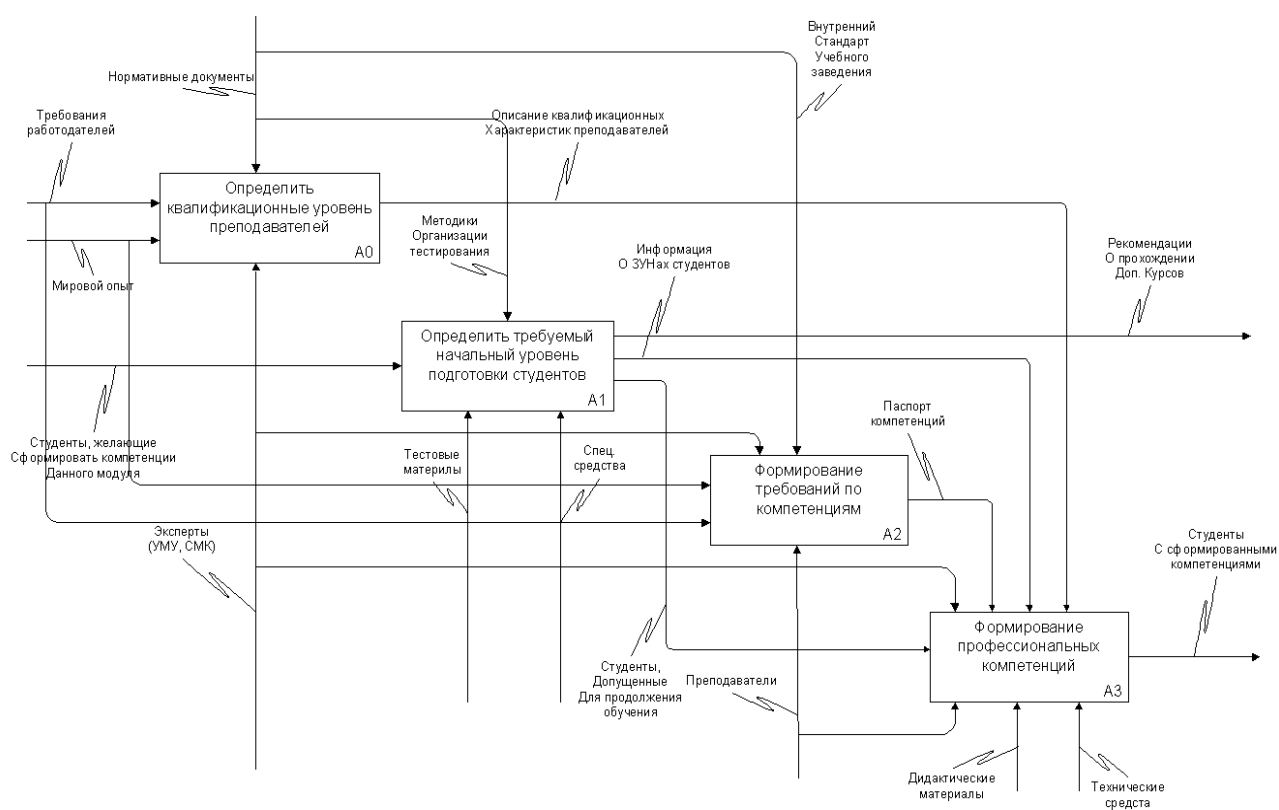 Внутренний
Стандарт
Учебного
заведения
Нормативные документы
Требования
работодателей
Описание квалификационных
Характеристик преподавателей
Определить
квалификационные уровень
преподавателей
A0
Методики
Организации
тестирования
Информация
О ЗУНах студентов
Рекомендации
О прохождении
Доп. Курсов
Мировой опыт
Определить требуемый
начальный уровень
подготовки студентов
A1
Студенты, желающие
Сформировать компетенции
Данного модуля
Тестовые
материлы
Спец.
средства
Паспорт
компетенций
Формирование
требований по
компетенциям
A2
Эксперты
(УМУ, СМК)
Студенты
С сформированными
компетенциями
Формирование
профессиональных
компетенций
A3
Студенты,
Допущенные
Для продолжения
обучения
Преподаватели
Дидактические
материалы
Технические
средста